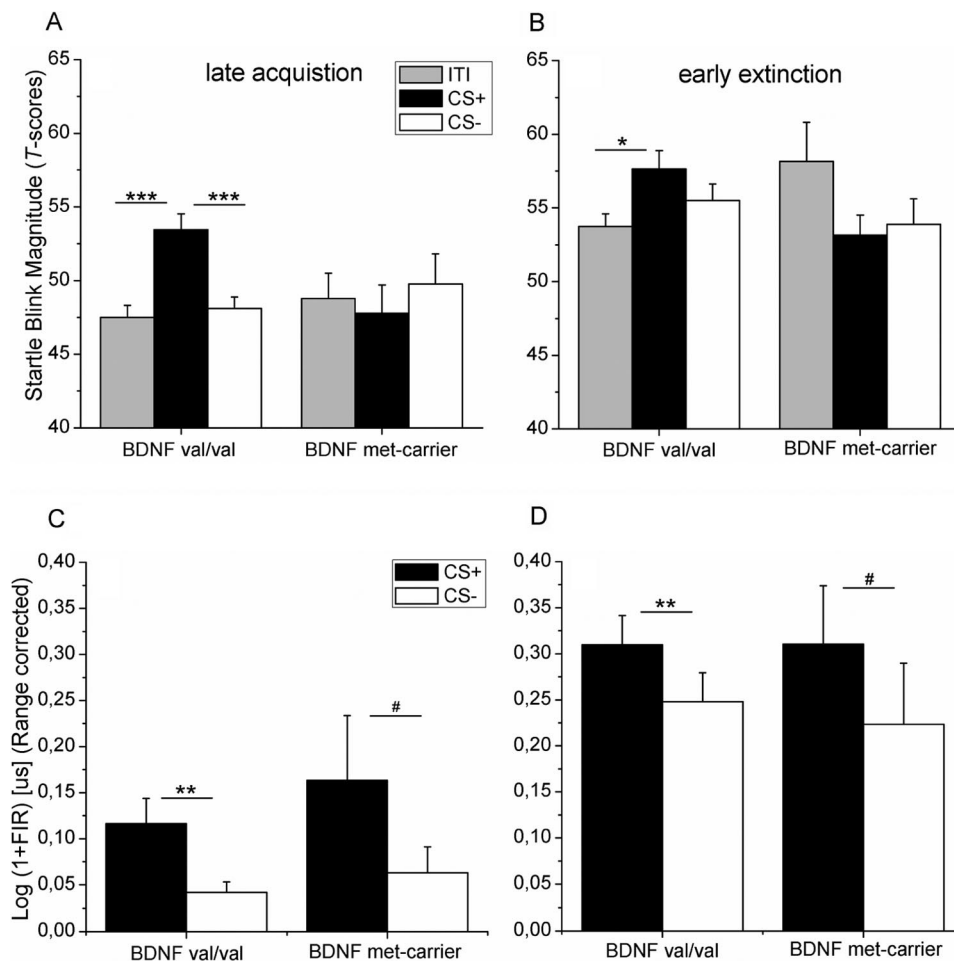 A
late acquistion
ITI
CS+
CS-
Startle Blink Magnitude (T-scores)
65
60
55
50
45
40
***
***
BDNF val/val
BDNF met-carrier
B
early extinction
65
60
55
50
45
40
*
BDNF val/val
BDNF met-carrier
C
CS+
CS-
Log (1+FIR) [us] (Range corrected)
0,40
0,35
0,30
0,25
0,20
0,15
0,10
0,05
0,00
**
#
BDNF val/val
BDNF met-carrier
D
0,40
0,35
0,30
0,25
0,20
0,15
0,10
0,05
0,00
**
#
BDNF val/val
BDNF met-carrier